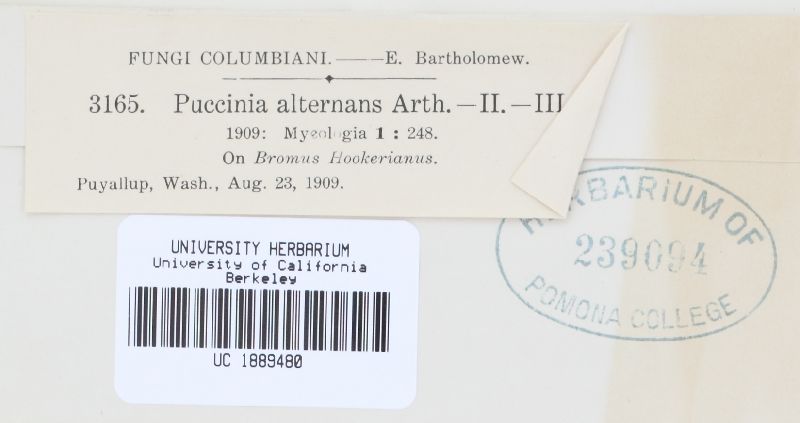 FUNGI COLUMBIANI.——E. Bartholomew.
3165. Puccinia alternans Arth.—II.—III
1909: Mycologia 1 : 248.
On Bromus Hookerianus.
Puyallup, Wash., Aug. 23, 1909.
HERBARIUM OF
239094
POMONA COLLEGE
UNIVERSITY HERBARIUM
University of California
Berkeley
UC 1889480